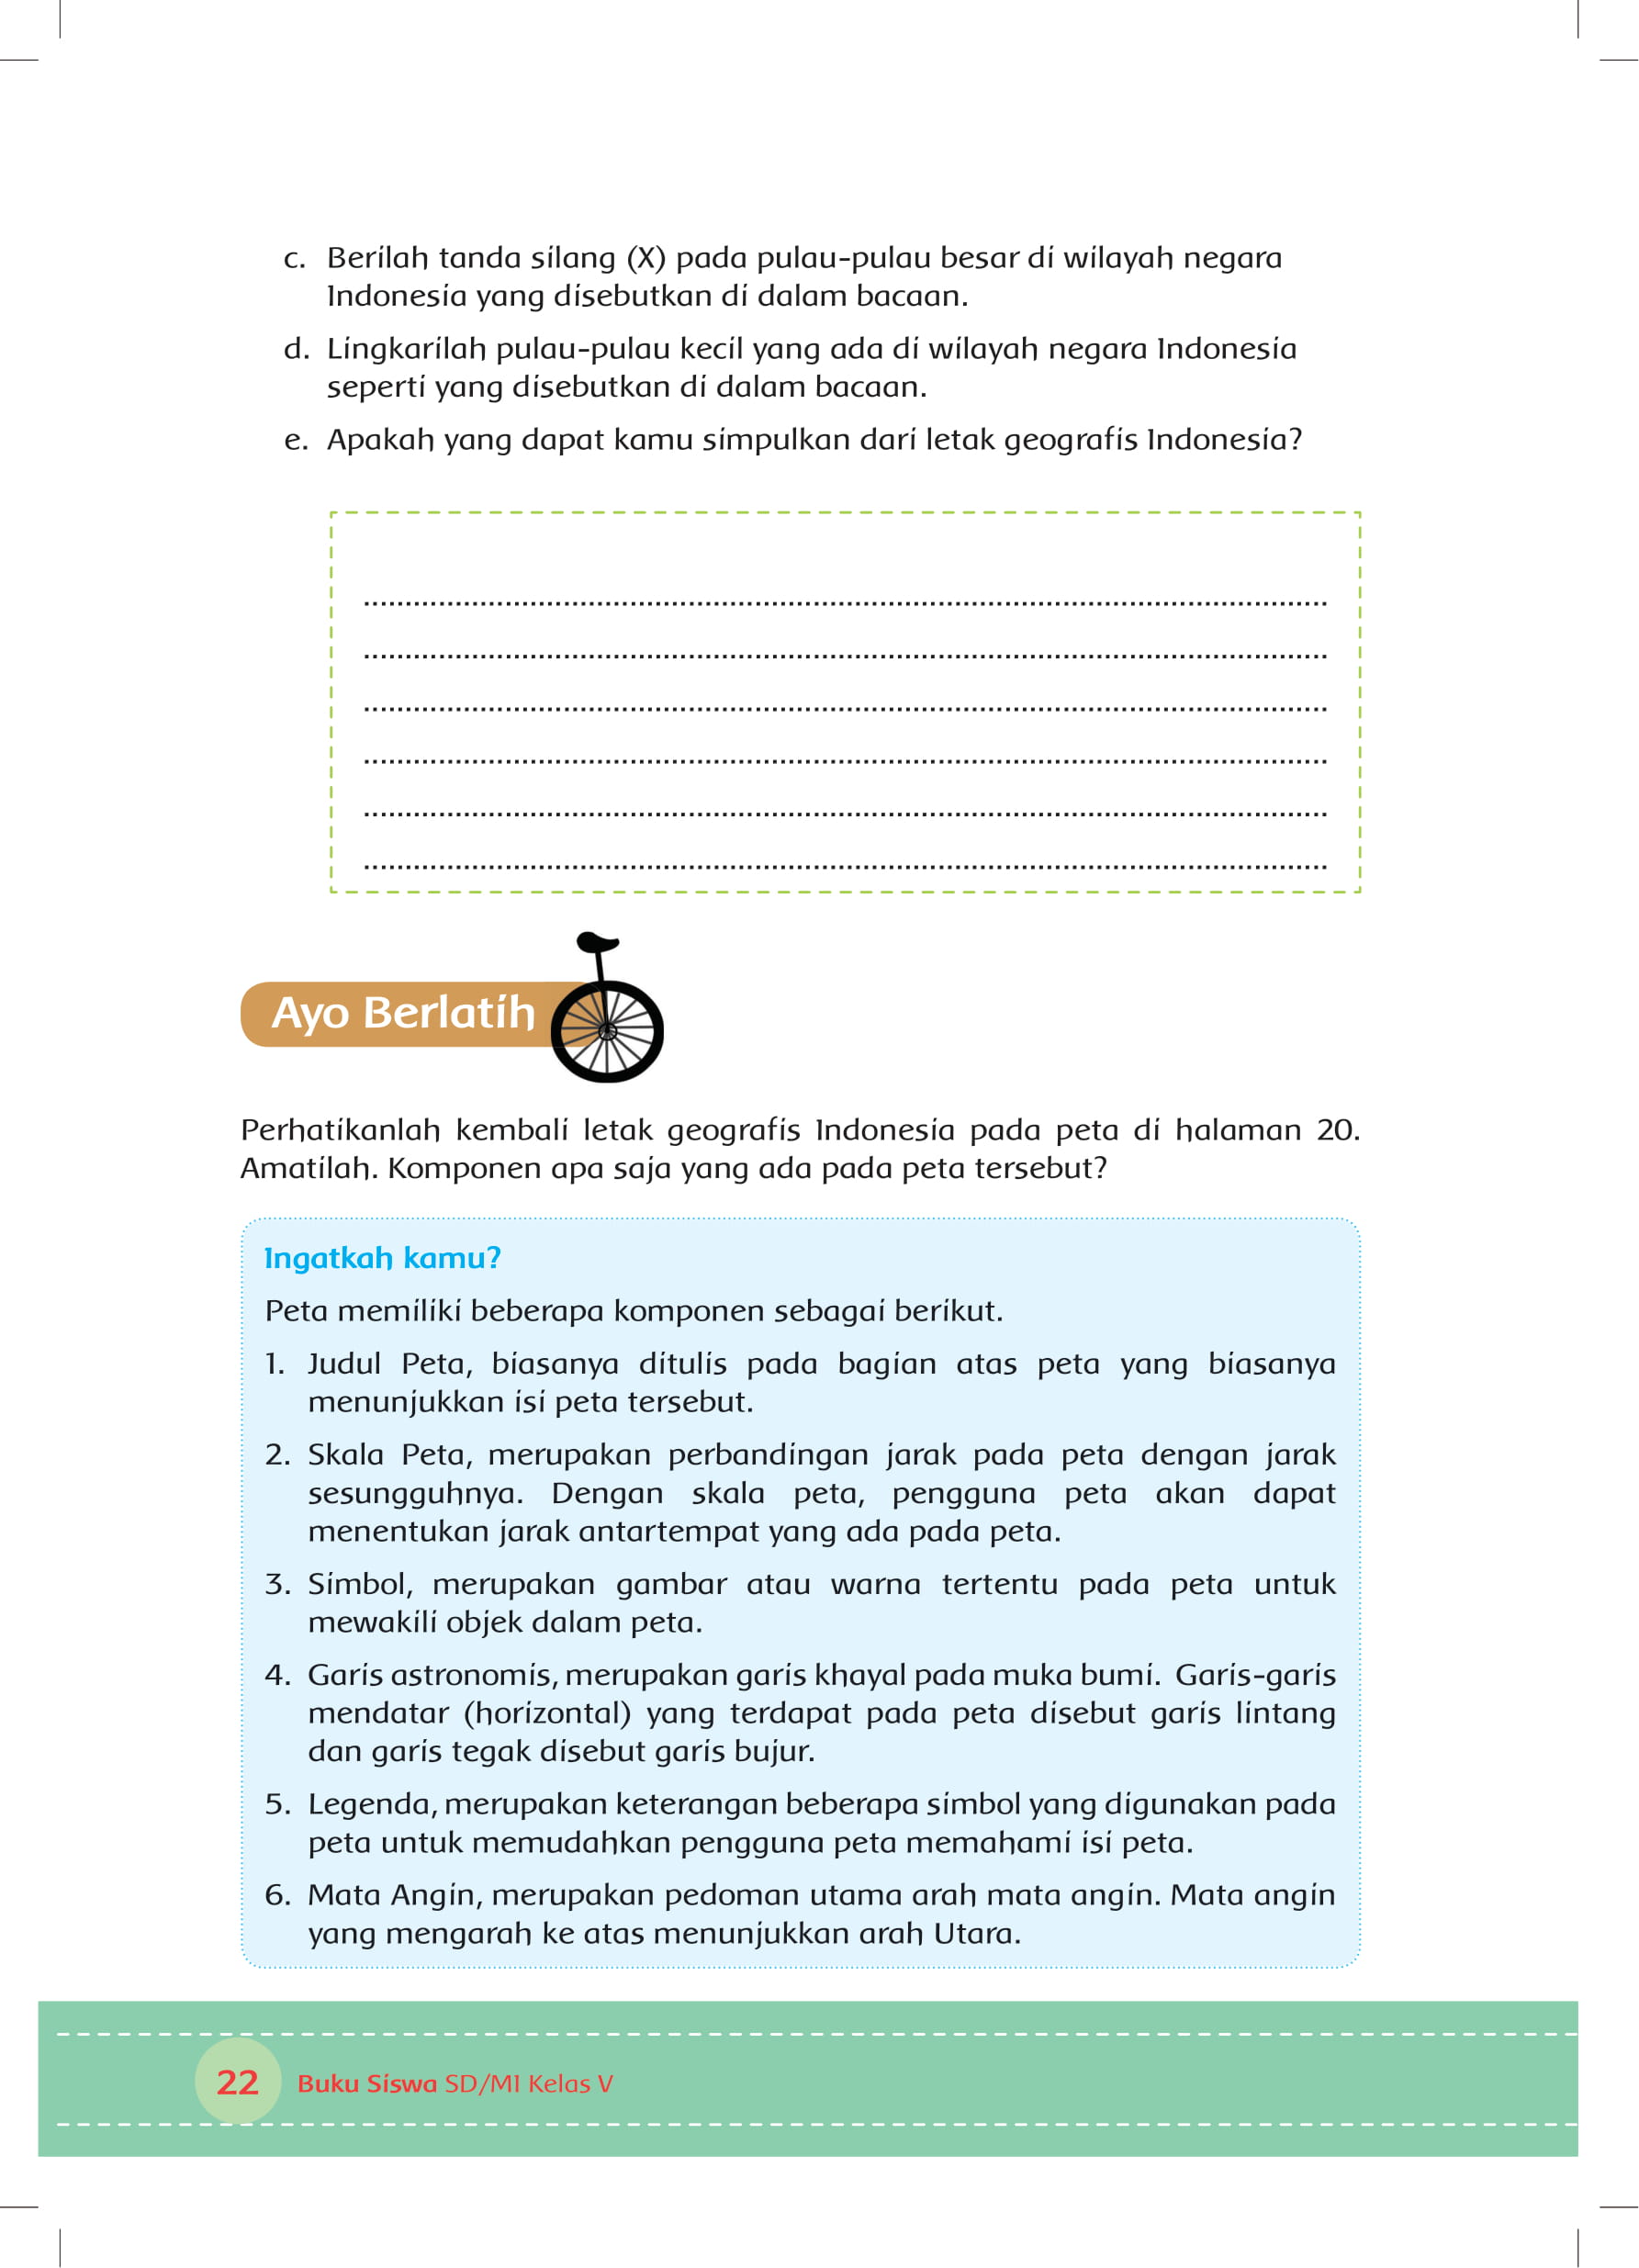 c. Berilah tanda silang (X) pada pulau-pulau besar di wilayah negara
Indonesia yang disebutkan di dalam bacaan.
d. Lingkarilah pulau-pulau kecil yang ada di wilayah negara Indonesia
seperti yang disebutkan di dalam bacaan.
e. Apakah yang dapat kamu simpulkan dari letak geografis Indonesia?
Ayo Berlatih
Perhatikanlah kembali letak geografis Indonesia pada peta di halaman 20.
Amatilah. Komponen apa saja yang ada pada peta tersebut?
Ingatkah kamu?
Peta memiliki beberapa komponen sebagai berikut.
1. Judul Peta, biasanya ditulis pada bagian atas peta yang biasanya
menunjukkan isi peta tersebut.
2. Skala Peta, merupakan perbandingan jarak pada peta dengan jarak
sesungguhnya. Dengan skala peta, pengguna peta akan dapat
menentukan jarak antartempat yang ada pada peta.
3. Simbol, merupakan gambar atau warna tertentu pada peta untuk
mewakili objek dalam peta.
4. Garis astronomis, merupakan garis khayal pada muka bumi. Garis-garis
mendatar (horizontal) yang terdapat pada peta disebut garis lintang
dan garis tegak disebut garis bujur.
5. Legenda, merupakan keterangan beberapa simbol yang digunakan pada
peta untuk memudahkan pengguna peta memahami isi peta.
6. Mata Angin, merupakan pedoman utama arah mata angin. Mata angin
yang mengarah ke atas menunjukkan arah Utara.
22 Buku Siswa SD/MI Kelas V